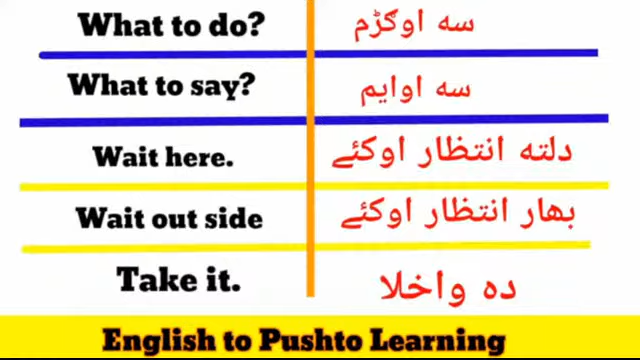 What to do?
سه اوګڑم
What to say?
سه اوایم
Wait here.
دلته انتظار اوکئے
Wait out side
بهار انتظار اوکئے
Take it.
ده واخلا
English to Pushto Learning